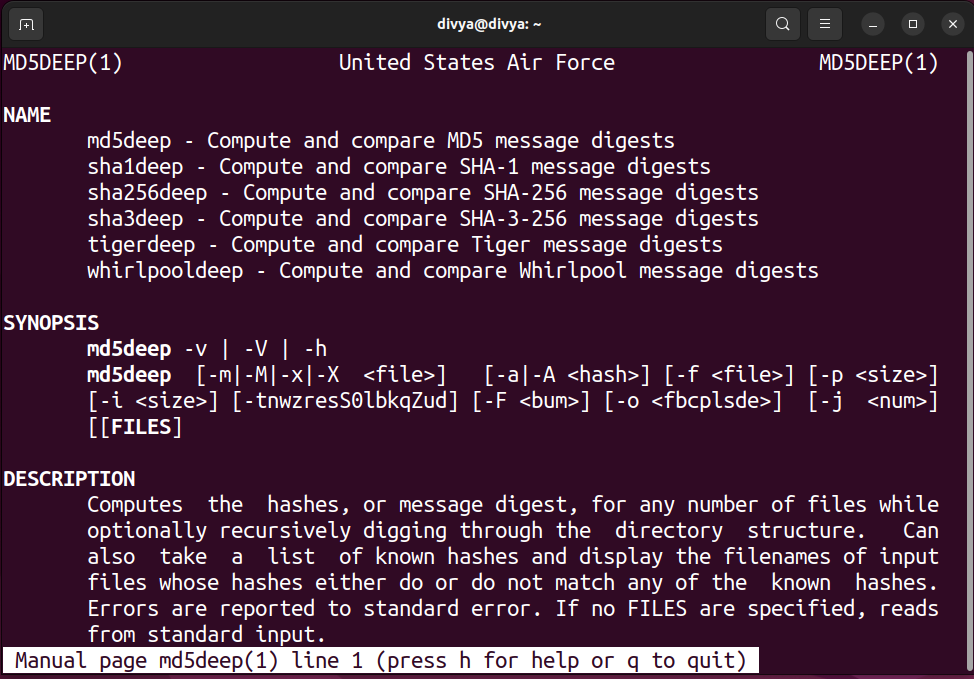 divya@divya: ~
MD5DEEP(1) United States Air Force MD5DEEP(1)
NAME
md5deep - Compute and compare MD5 message digests
sha1deep - Compute and compare SHA-1 message digests
sha256deep - Compute and compare SHA-256 message digests
sha3deep - Compute and compare SHA-3-256 message digests
tigerdeep - Compute and compare Tiger message digests
whirlpooldeep - Compute and compare Whirlpool message digests
SYNOPSIS
md5deep -v | -V | -h
md5deep [-m|-M|-x|-X <file>] [-a|-A <hash>] [-f <file>] [-p <size>]
[-i <size>] [-tnwzresS0lbkqZud] [-F <bum>] [-o <fbcplsde>] [-j <num>]
[[FILES]
DESCRIPTION
Computes the hashes, or message digest, for any number of files while
optionally recursively digging through the directory structure. Can
also take a list of known hashes and display the filenames of input
files whose hashes either do or do not match any of the known hashes.
Errors are reported to standard error. If no FILES are specified, reads
from standard input.
Manual page md5deep(1) line 1 (press h for help or q to quit)